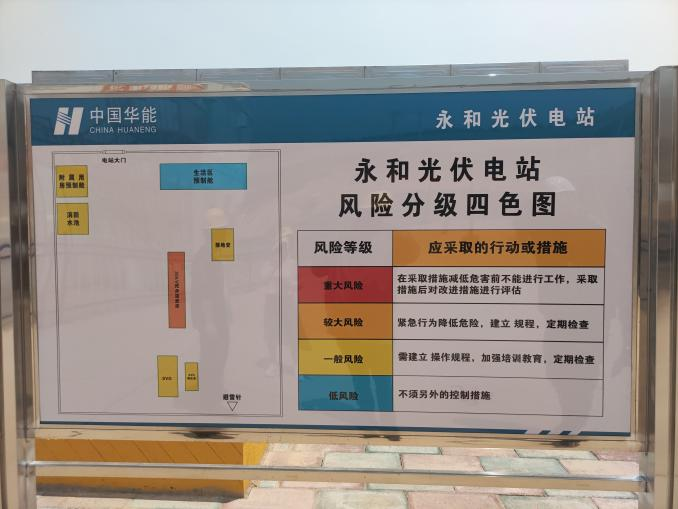 中国华能
CHINA HUANENG
永和光伏电站
电站大门
附属用
房预制舱
生活区
预制舱
消防
水池
接地变
SVG
避雷针
永和光伏电站
风险分级四色图
风险等级
应采取的行动或措施
重大风险
在采取措施减低危害前不能进行工作，采取
措施后对改进措施进行评估
较大风险
紧急行为降低危险，建立 规程，定期检查
一般风险
需建立 操作规程，加强培训教育，定期检查
低风险
不须另外的控制措施